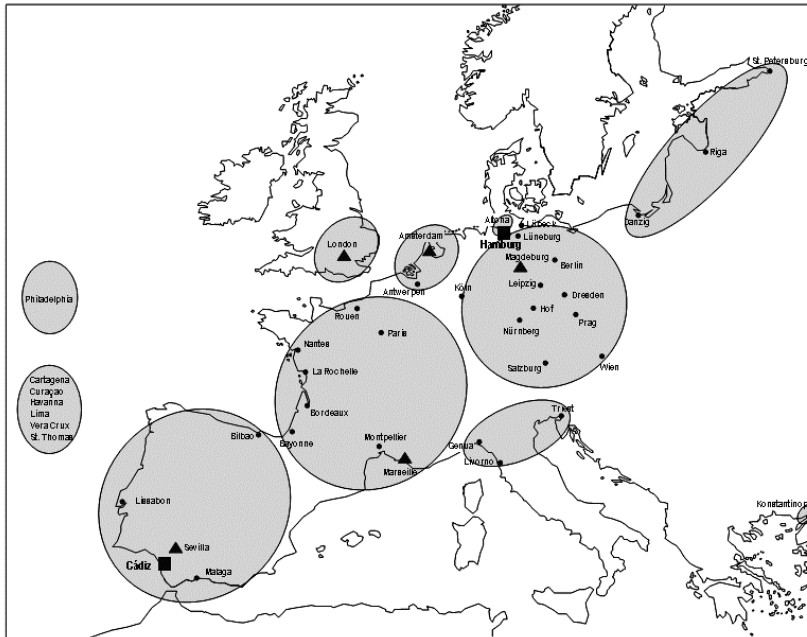 St. Petersburg
Riga
Danzig
Altona
Lübeck
Hamburg
Lüneburg
London
Amsterdam
Magdeburg
Berlin
Antwerpen
Köln
Leipzig
Dresden
Philadelphia
Rouen
Hof
Prag
Paris
Nürnberg
Nantes
Wien
Salzburg
La Rochelle
Cartagena
Curaçao
Havanna
Lima
Vera Crux
St. Thomas
Bordeaux
Triest
Bilbao
Bayonne
Montpellier
Genua
Livorno
Marseille
Lissabon
Konstantinop
Sevilla
Cádiz
Malaga